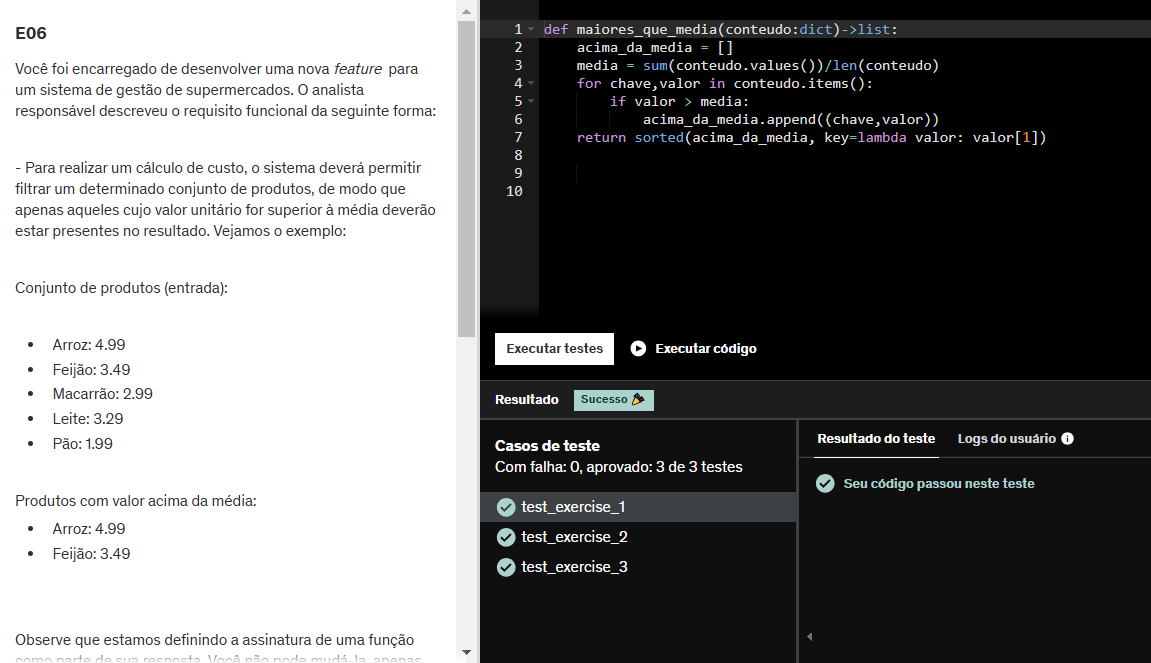 E06
Você foi encarregado de desenvolver uma nova feature para
um sistema de gestão de supermercados. O analista
responsável descreveu o requisito funcional da seguinte forma:
- Para realizar um cálculo de custo, o sistema deverá permitir
filtrar um determinado conjunto de produtos, de modo que
apenas aqueles cujo valor unitário for superior à média deverão
estar presentes no resultado. Vejamos o exemplo:
Conjunto de produtos (entrada):
• Arroz: 4.99
• Feijão: 3.49
• Macarrão: 2.99
• Leite: 3.29
• Pão: 1.99
Produtos com valor acima da média:
• Arroz: 4.99
• Feijão: 3.49
Observe que estamos definindo a assinatura de uma função
como parte de sua resposta. Você não pode mudá-la, apenas
1 def maiores_que_media(conteudo:dict)->list:
2     acima_da_media = []
3     media = sum(conteudo.values())/len(conteudo)
4     for chave,valor in conteudo.items():
5         if valor > media:
6             acima_da_media.append((chave,valor))
7     return sorted(acima_da_media, key=lambda valor: valor[1])
8
9
10
Executar testes
Executar código
Resultado
Sucesso
Casos de teste
Com falha: 0, aprovado: 3 de 3 testes
test_exercise_1
test_exercise_2
test_exercise_3
Resultado do teste
Logs do usuário
Seu código passou neste teste